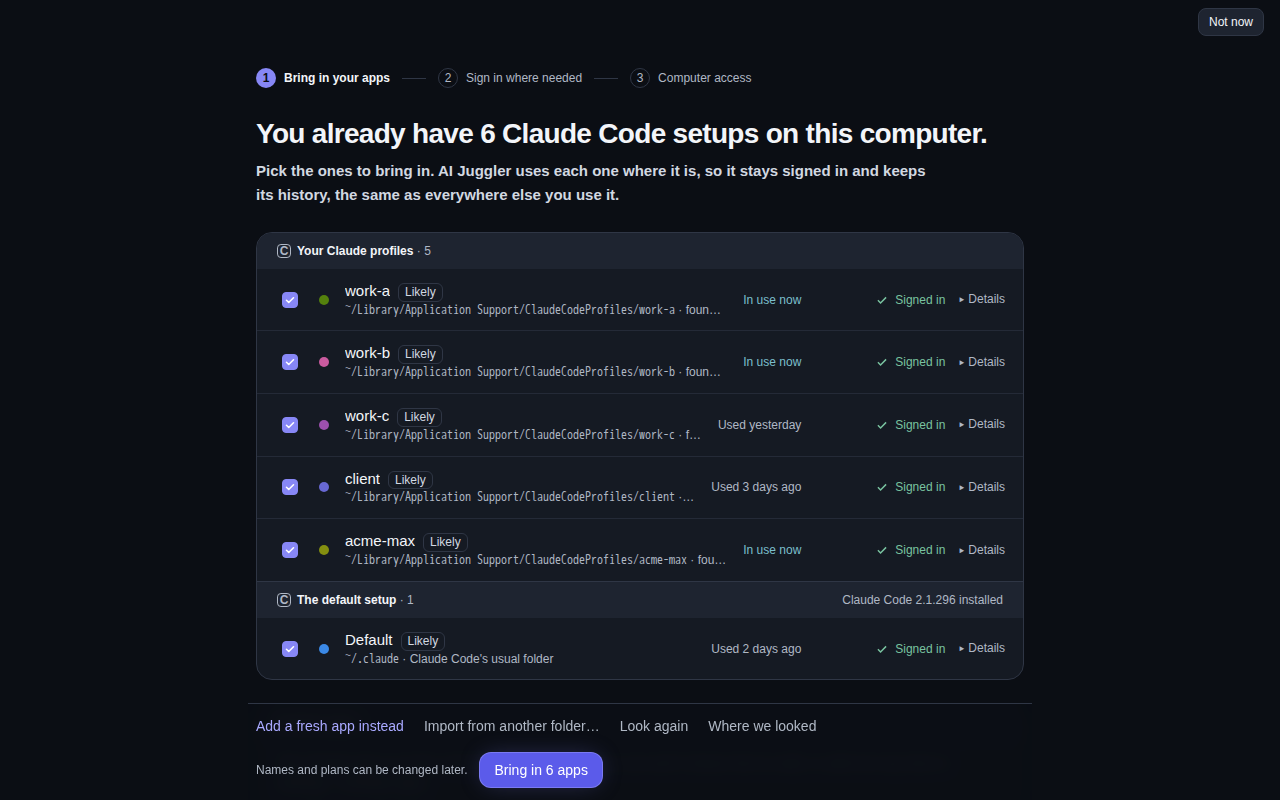 Not now
1 Bring in your apps 2 Sign in where needed 3 Computer access
You already have 6 Claude Code setups on this computer.
Pick the ones to bring in. AI Juggler uses each one where it is, so it stays signed in and keeps
its history, the same as everywhere else you use it.
C Your Claude profiles · 5
work-a Likely
~/Library/Application Support/ClaudeCodeProfiles/work-a · foun…
In use now
Signed in
▸ Details
work-b Likely
~/Library/Application Support/ClaudeCodeProfiles/work-b · foun…
In use now
Signed in
▸ Details
work-c Likely
~/Library/Application Support/ClaudeCodeProfiles/work-c · f…
Used yesterday
Signed in
▸ Details
client Likely
~/Library/Application Support/ClaudeCodeProfiles/client ·…
Used 3 days ago
Signed in
▸ Details
acme-max Likely
~/Library/Application Support/ClaudeCodeProfiles/acme-max · fou…
In use now
Signed in
▸ Details
C The default setup · 1
Claude Code 2.1.296 installed
Default Likely
~/.claude · Claude Code's usual folder
Used 2 days ago
Signed in
▸ Details
Add a fresh app instead Import from another folder… Look again Where we looked
Names and plans can be changed later.
Bring in 6 apps